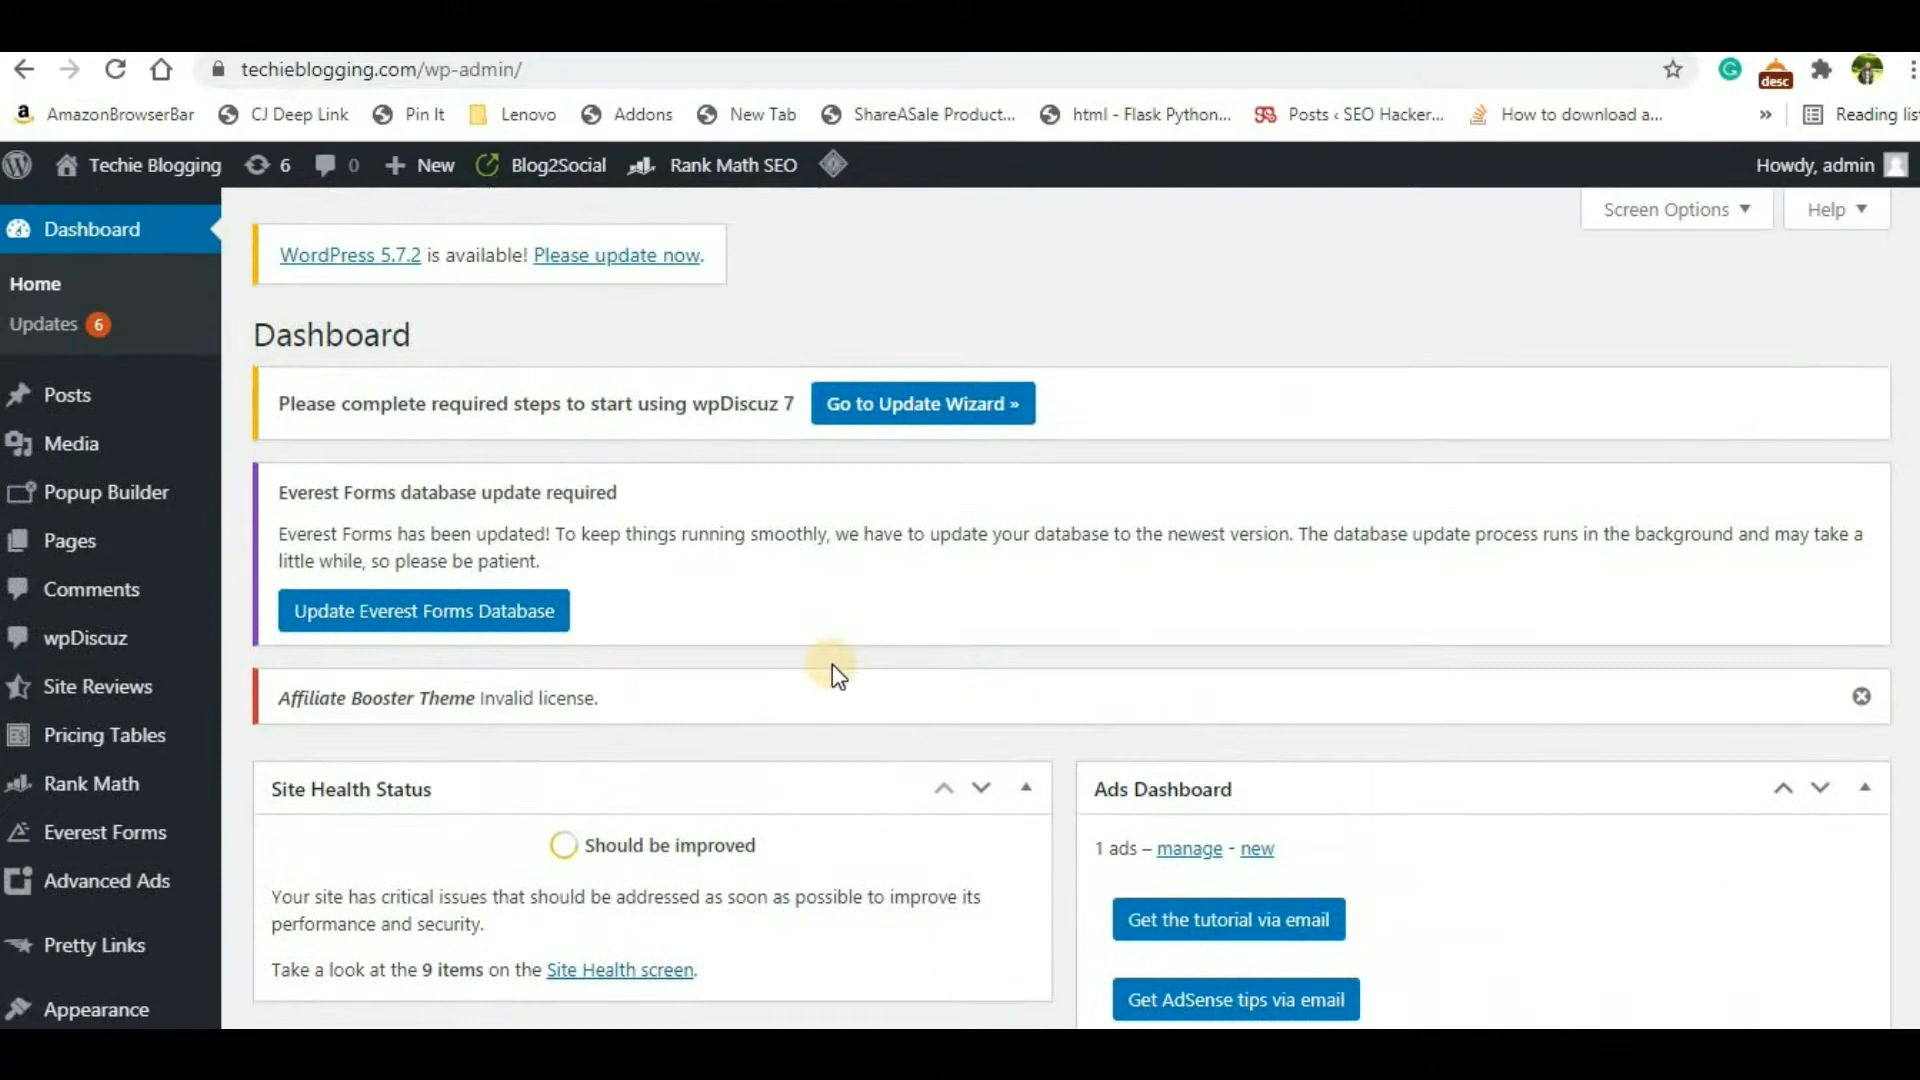 techieblogging.com/wp-admin/
desc
AmazonBrowserBar CJ Deep Link Pin It Lenovo Addons New Tab ShareASale Product... html - Flask Python... Posts ‹ SEO Hacker... How to download a... » Reading list
Techie Blogging 6 0 New Blog2Social Rank Math SEO Howdy, admin
Screen Options Help
Dashboard
Home
Updates 6
Posts
Media
Popup Builder
Pages
Comments
wpDiscuz
Site Reviews
Pricing Tables
Rank Math
Everest Forms
Advanced Ads
Pretty Links
Appearance
WordPress 5.7.2 is available! Please update now.
Dashboard
Please complete required steps to start using wpDiscuz 7 Go to Update Wizard »
Everest Forms database update required
Everest Forms has been updated! To keep things running smoothly, we have to update your database to the newest version. The database update process runs in the background and may take a
little while, so please be patient.
Update Everest Forms Database
Affiliate Booster Theme Invalid license.
Site Health Status
Should be improved
Your site has critical issues that should be addressed as soon as possible to improve its
performance and security.
Take a look at the 9 items on the Site Health screen.
Ads Dashboard
1 ads – manage - new
Get the tutorial via email
Get AdSense tips via email